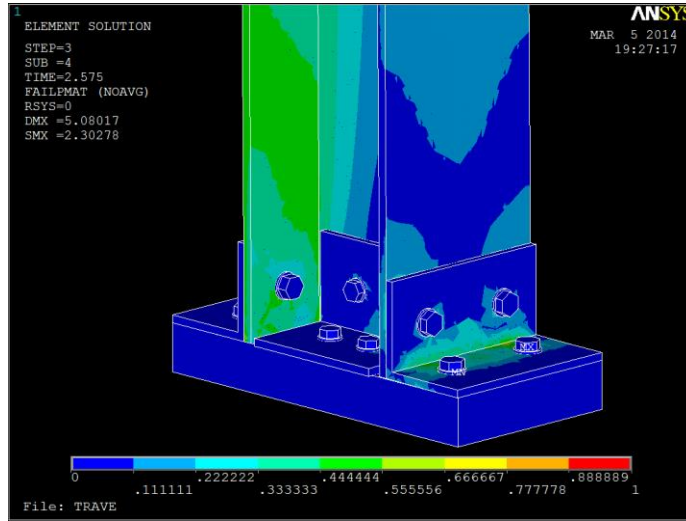 1
ANSYS
ELEMENT SOLUTION
MAR 5 2014
19:27:17
STEP=3
SUB =4
TIME=2.575
FAILPMAT (NOAVG)
RSYS=0
DMX =5.08017
SMX =2.30278
MX
MN
0 .222222 .444444 .666667 .888889
.111111 .333333 .555556 .777778 1
File: TRAVE